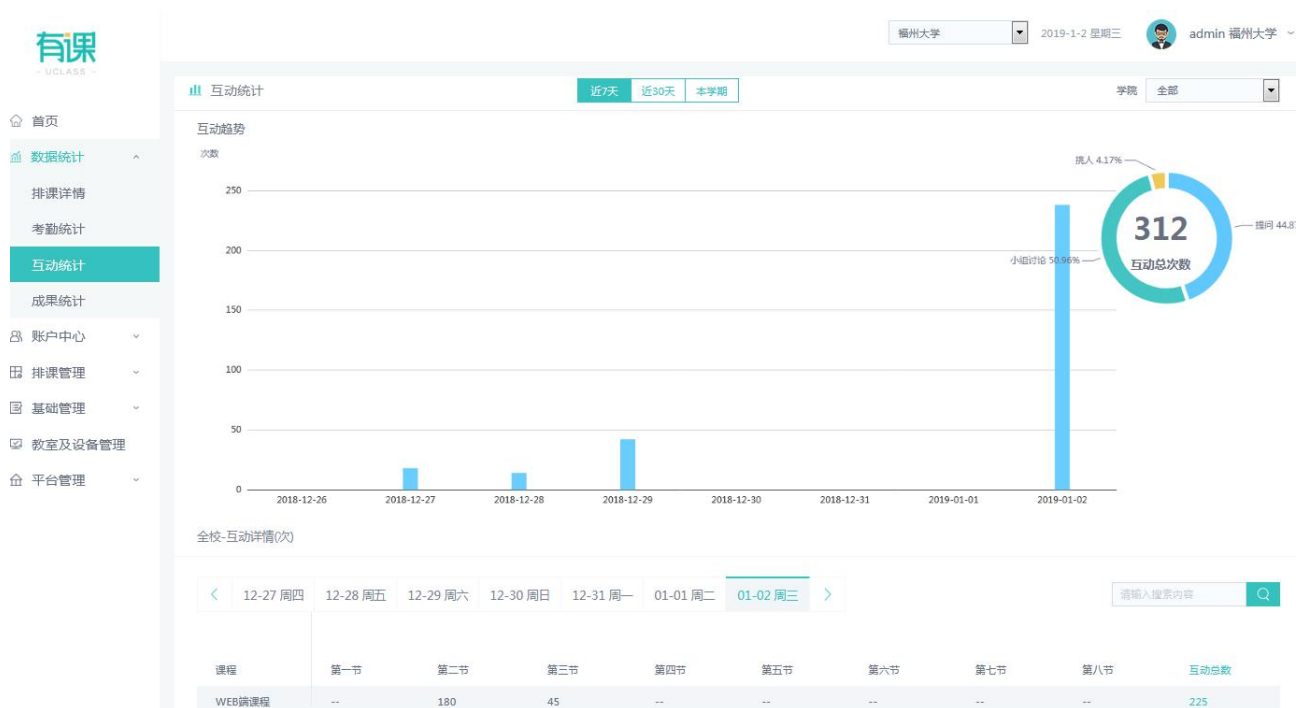 有课
- UCLASS -
福州大学
2019-1-2 星期三
admin 福州大学
首页
数据统计
排课详情
考勤统计
互动统计
成果统计
账户中心
排课管理
基础管理
教室及设备管理
平台管理
互动统计
近7天 近30天 本学期
学院 全部
互动趋势
次数
250
200
150
100
50
0
2018-12-26 2018-12-27 2018-12-28 2018-12-29 2018-12-30 2018-12-31 2019-01-01 2019-01-02
挑人 4.17%
提问 44.87
小组讨论 50.96%
312
互动总次数
全校-互动详情(次)
12-27 周四 12-28 周五 12-29 周六 12-30 周日 12-31 周一 01-01 周二 01-02 周三
请输入搜索内容
课程 第一节 第二节 第三节 第四节 第五节 第六节 第七节 第八节 互动总数
WEB端课程 -- 180 45 -- -- -- -- -- 225